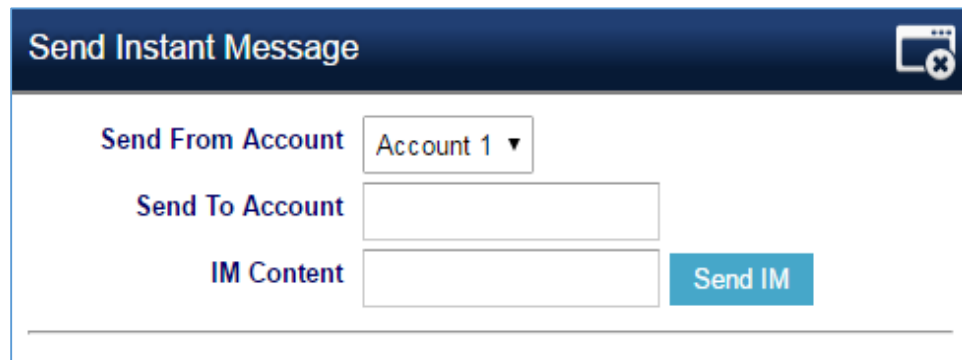 Send Instant Message
Send From Account Account 1
Send To Account
IM Content Send IM